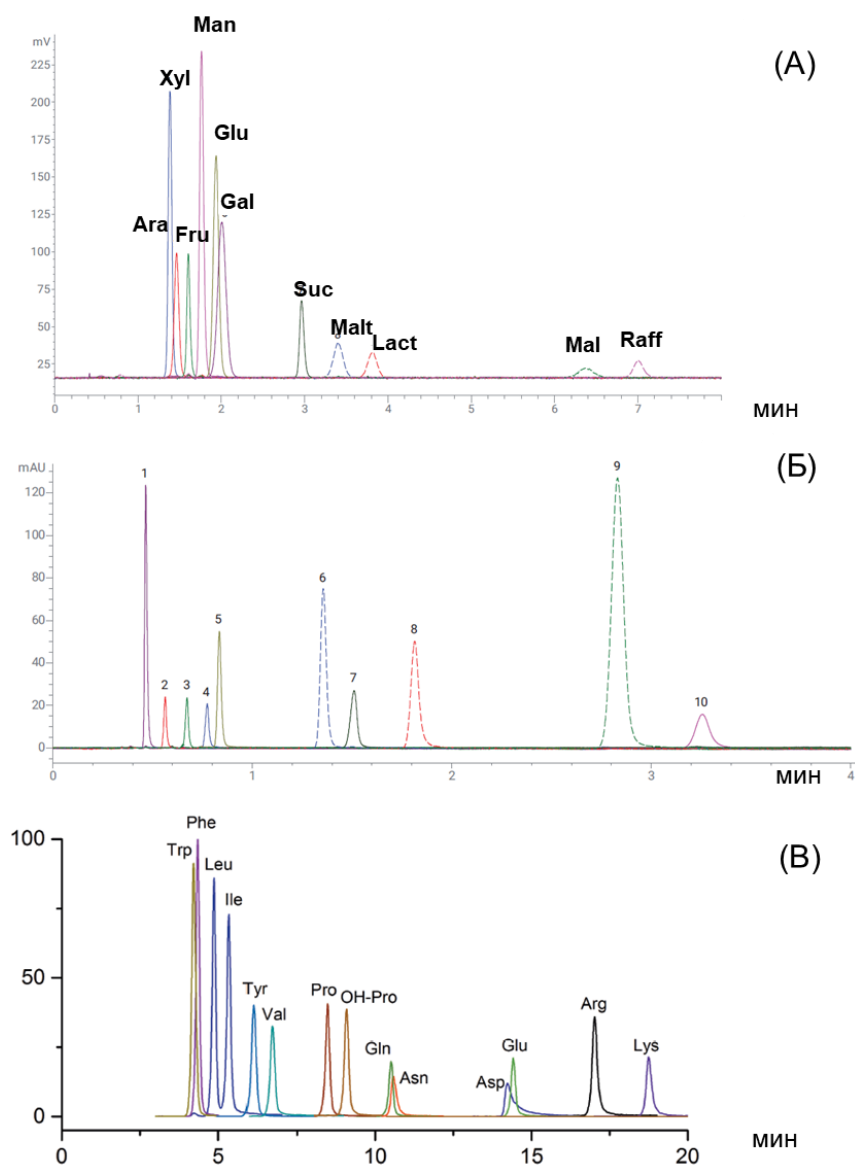 Man
mV
(А)
225
Xyl
200
175
Glu
150
125
Gal
Ara
Fru
100
75
Suc
50
Malt
Lact
Mal
Raff
25
0 1 2 3 4 5 6 7
мин
mAU
(Б)
1
9
120
100
80
6
60
5
8
40
2 3 4
7
10
20
0
0 1 2 3 4
мин
Phe
100
(В)
Trp
Leu
Ile
50
Tyr
Val
Pro
OH-Pro
Gln
Asn
Asp
Glu
Arg
Lys
0
0 5 10 15 20
мин